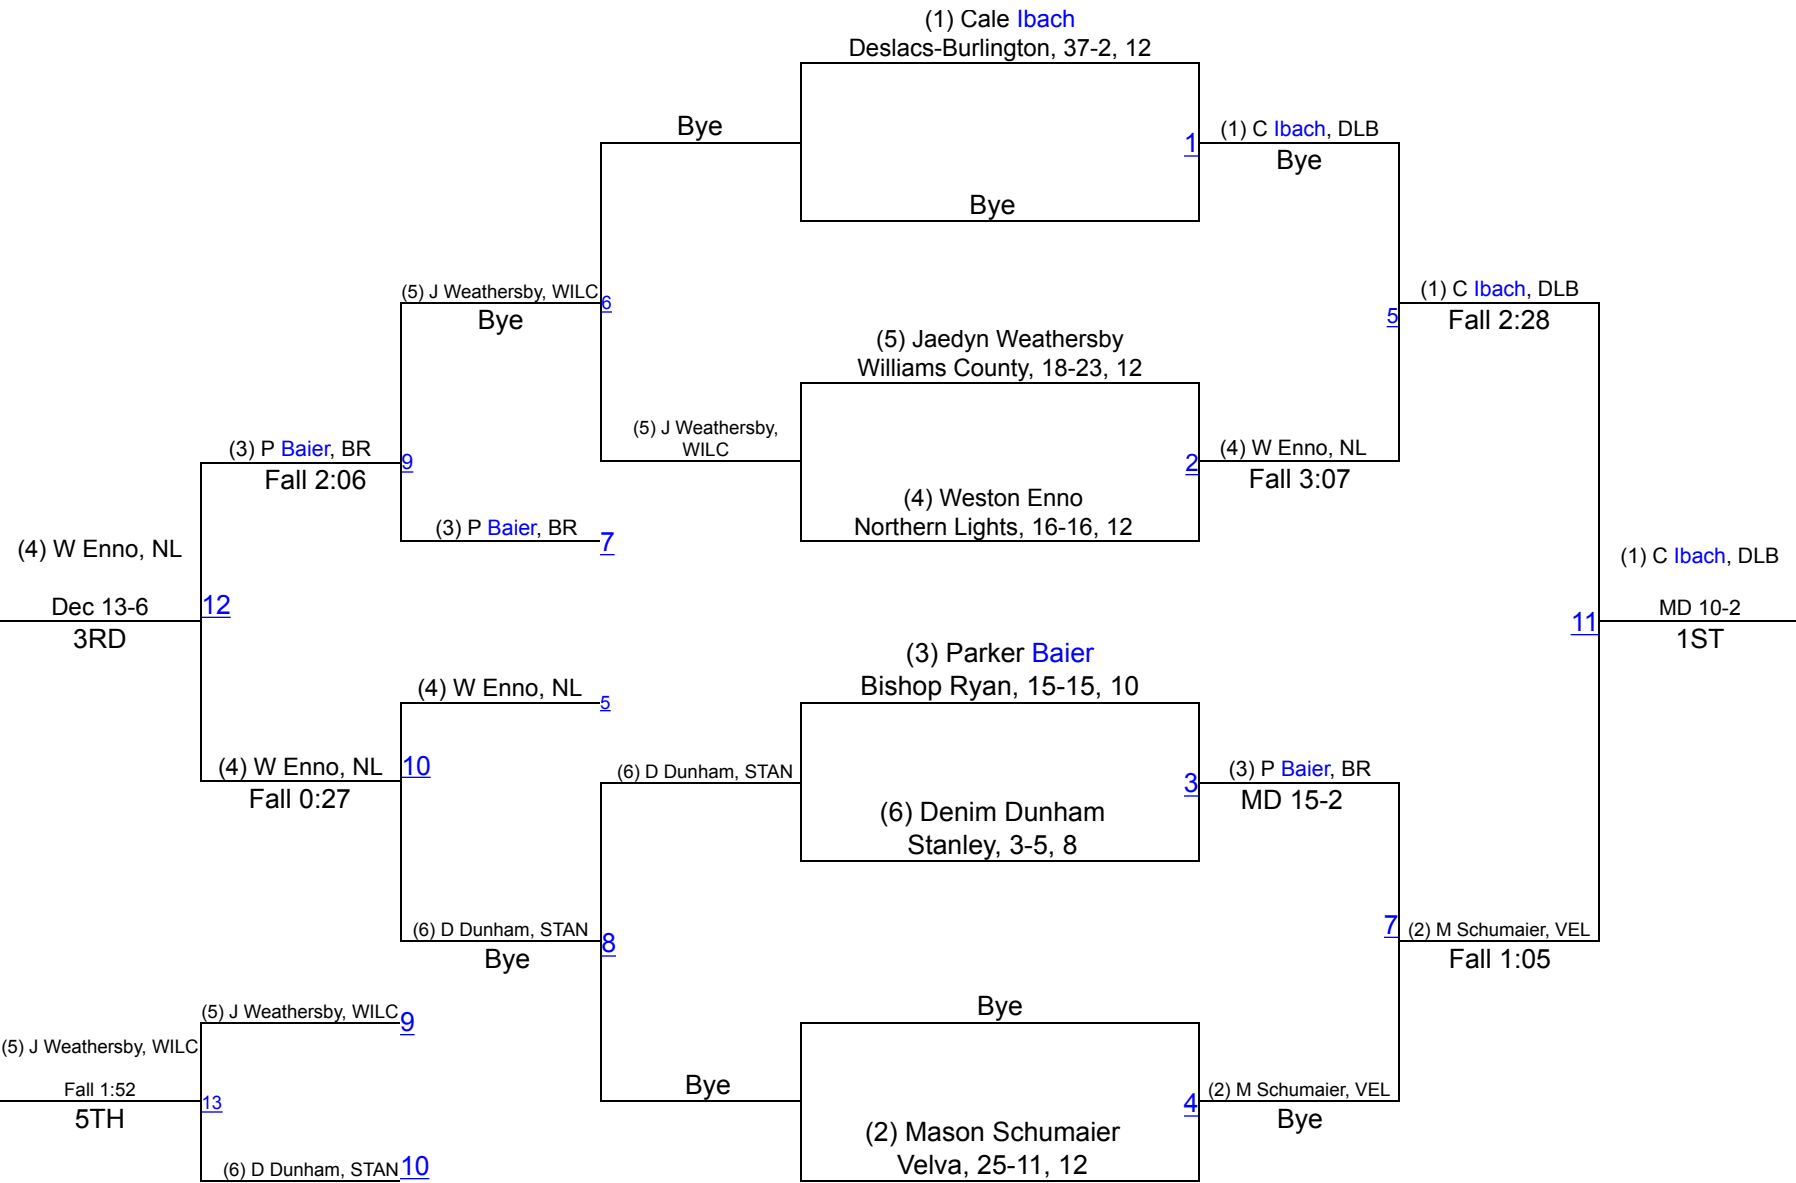 (1) Cale Ibach
Deslacs-Burlington, 37-2, 12
Bye
1
(1) C Ibach, DLB
Bye
Bye
(5) J Weathersby, WILC
Bye
6
(1) C Ibach, DLB
Fall 2:28
5
(5) Jaedyn Weathersby
Williams County, 18-23, 12
(5) J Weathersby,
WILC
2
(4) W Enno, NL
Fall 3:07
(3) P Baier, BR
Fall 2:06
9
(4) Weston Enno
Northern Lights, 16-16, 12
(3) P Baier, BR
7
(4) W Enno, NL
Dec 13-6
3RD
12
(1) C Ibach, DLB
MD 10-2
1ST
11
(3) Parker Baier
Bishop Ryan, 15-15, 10
(4) W Enno, NL
5
(4) W Enno, NL
Fall 0:27
10
(6) D Dunham, STAN
3
(3) P Baier, BR
MD 15-2
(6) Denim Dunham
Stanley, 3-5, 8
(6) D Dunham, STAN
Bye
8
7
(2) M Schumaier, VEL
Fall 1:05
Bye
(5) J Weathersby, WILC
9
(5) J Weathersby, WILC
Fall 1:52
5TH
13
Bye
4
(2) M Schumaier, VEL
Bye
(2) Mason Schumaier
Velva, 25-11, 12
(6) D Dunham, STAN
10